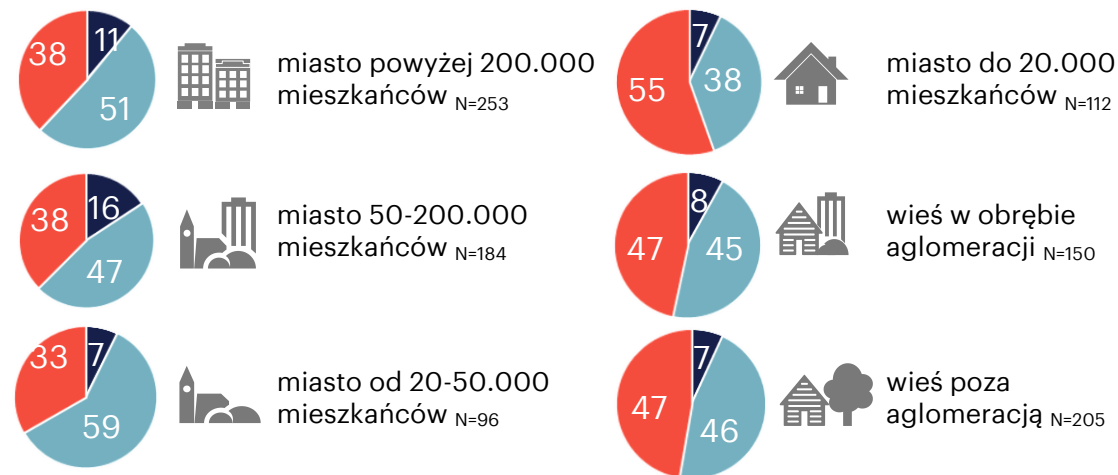 38
11
51
miasto powyżej 200.000
mieszkańców N=253
38
16
47
miasto 50-200.000
mieszkańców N=184
33
7
59
miasto od 20-50.000
mieszkańców N=96
55
7
38
miasto do 20.000
mieszkańców N=112
47
8
45
wieś w obrębie
aglomeracji N=150
47
7
46
wieś poza
aglomeracją N=205